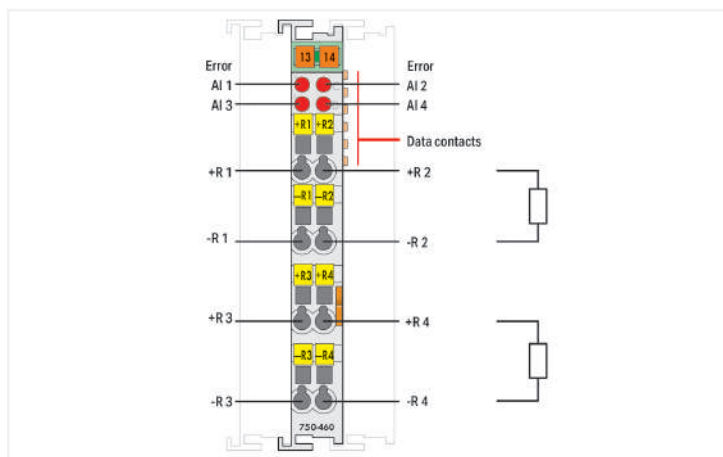 13 14
Error Error
AI 1 AI 2
AI 3 AI 4
+R1 +R2
Data contacts
+R 1 +R 2
–R1 –R2
-R 1 -R 2
+R3 +R4
+R 3 +R 4
–R3 –R4
-R 3 -R 4
750-460